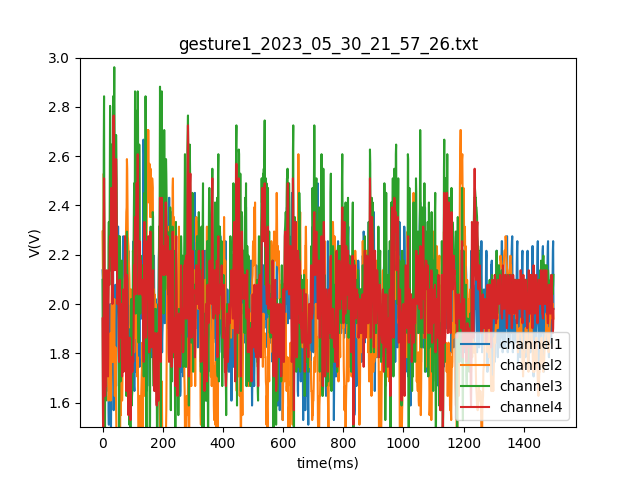 gesture1_2023_05_30_21_57_26.txt
3.0
2.8
2.6
2.4
2.2
2.0
1.8
1.6
V(V)
0 200 400 600 800 1000 1200 1400
time(ms)
channel1
channel2
channel3
channel4